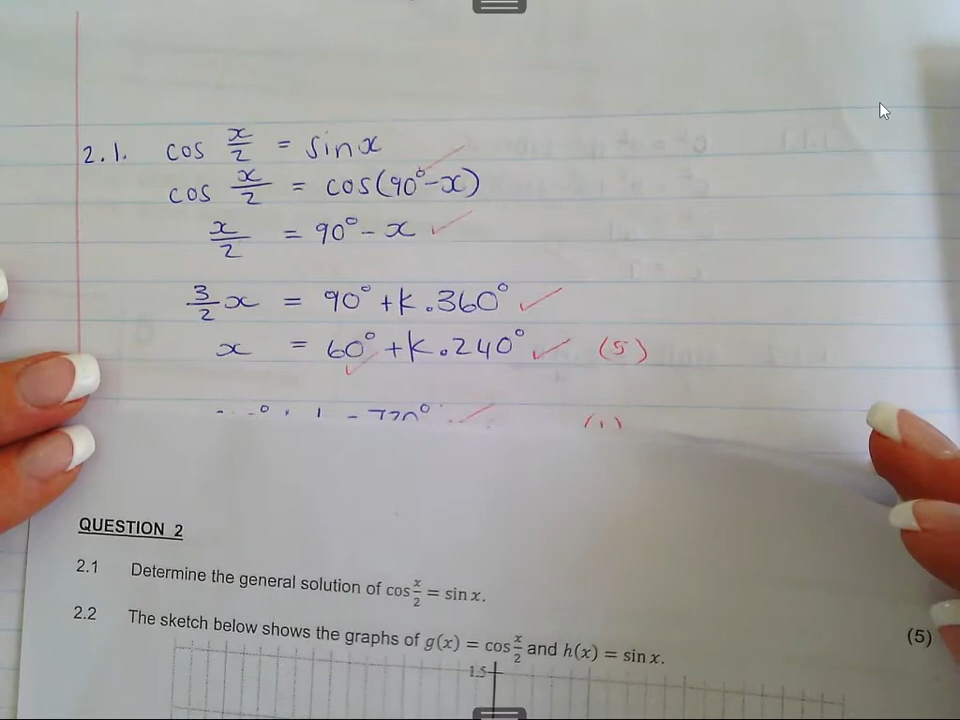 2.1. cos x/2 = sin x
cos x/2 = cos(90° - x)
x/2 = 90° - x
3/2 x = 90° + k.360°
x = 60° + k.240° (5)
(1)
QUESTION 2
2.1 Determine the general solution of cos x/2 = sin x.
(5)
2.2 The sketch below shows the graphs of g(x) = cos x/2 and h(x) = sin x.
1.5